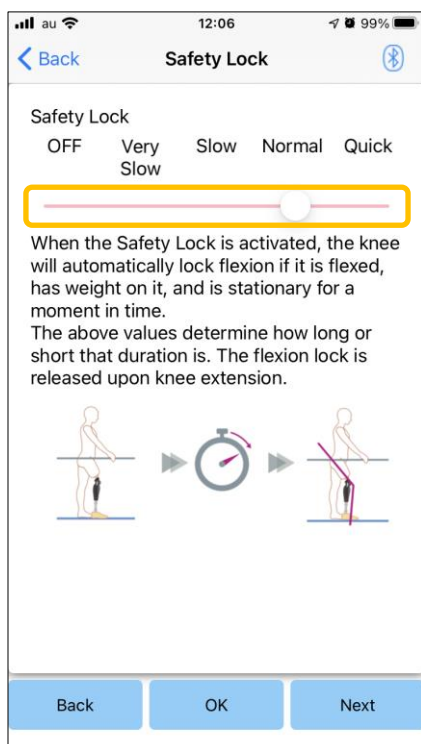 au 12:06 99%
Back Safety Lock
Safety Lock
OFF Very Slow Normal Quick
Slow
When the Safety Lock is activated, the knee
will automatically lock flexion if it is flexed,
has weight on it, and is stationary for a
moment in time.
The above values determine how long or
short that duration is. The flexion lock is
released upon knee extension.
Back OK Next